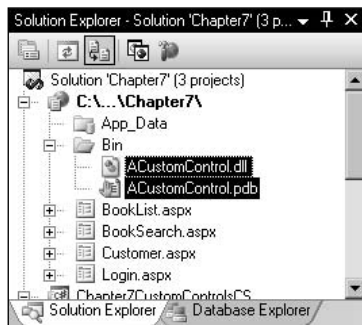 Solution Explorer - Solution 'Chapter7' (3 p...
Solution 'Chapter7' (3 projects)
C:\...\Chapter7\
App_Data
Bin
ACustomControl.dll
ACustomControl.pdb
BookList.aspx
BookSearch.aspx
Customer.aspx
Login.aspx
Chapter7CustomControlsCS
Solution Explorer Database Explorer